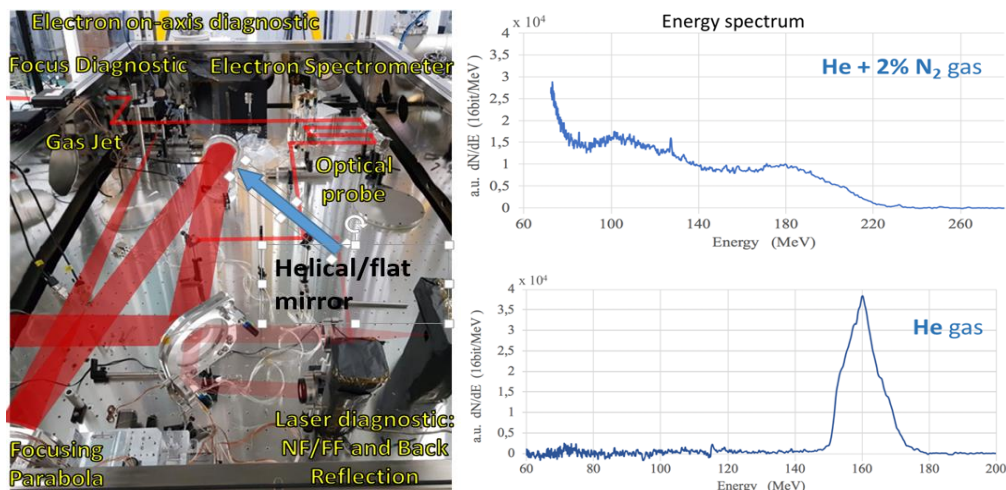 Electron on-axis diagnostic
Focus Diagnostic
Electron Spectrometer
Gas Jet
Optical
probe
Helical/flat
mirror
Laser diagnostic:
NF/FF and Back
Reflection
Focusing
Parabola
Energy spectrum
x 10⁴
He + 2% N₂ gas
a.u. dN/dE (16bit/MeV)
4
3,5
3
2,5
2
1,5
1
0,5
0
60 100 140 180 220 260
Energy (MeV)
x 10⁴
He gas
a.u. dN/dE (16bit/MeV)
4
3,5
3
2,5
2
1,5
1
0,5
0
60 80 100 120 140 160 180 200
Energy (MeV)